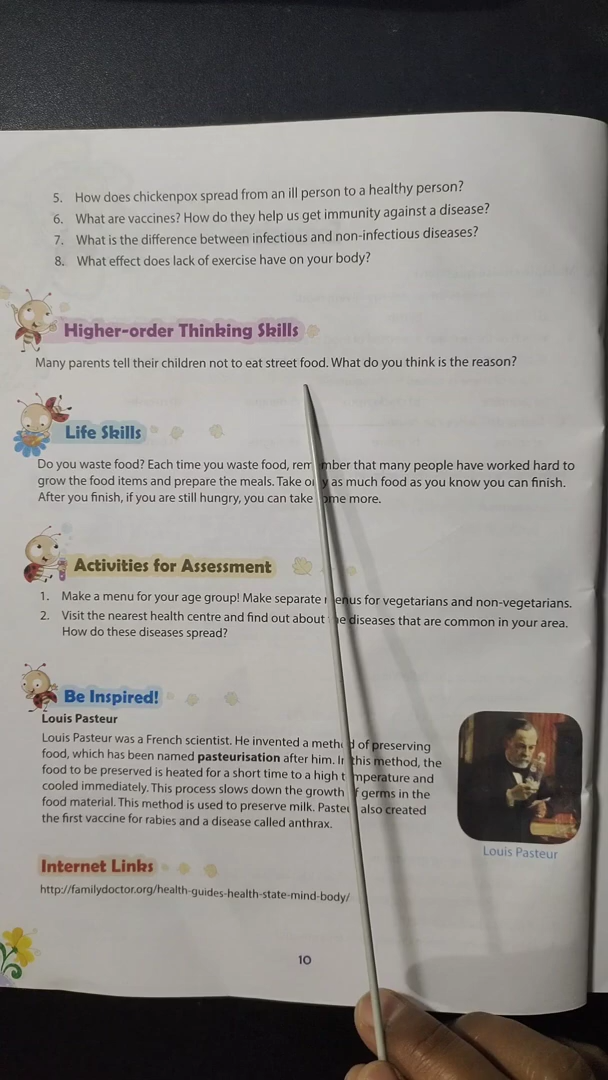 5. How does chickenpox spread from an ill person to a healthy person?
6. What are vaccines? How do they help us get immunity against a disease?
7. What is the difference between infectious and non-infectious diseases?
8. What effect does lack of exercise have on your body?
Higher-order Thinking Skills
Many parents tell their children not to eat street food. What do you think is the reason?
Life Skills
Do you waste food? Each time you waste food, remember that many people have worked hard to
grow the food items and prepare the meals. Take only as much food as you know you can finish.
After you finish, if you are still hungry, you can take some more.
Activities for Assessment
1. Make a menu for your age group! Make separate menus for vegetarians and non-vegetarians.
2. Visit the nearest health centre and find out about the diseases that are common in your area.
How do these diseases spread?
Be Inspired!
Louis Pasteur
Louis Pasteur was a French scientist. He invented a method of preserving
food, which has been named pasteurisation after him. In this method, the
food to be preserved is heated for a short time to a high temperature and
cooled immediately. This process slows down the growth of germs in the
food material. This method is used to preserve milk. Pasteur also created
the first vaccine for rabies and a disease called anthrax.
Louis Pasteur
Internet Links
http://familydoctor.org/health-guides-health-state-mind-body/
10